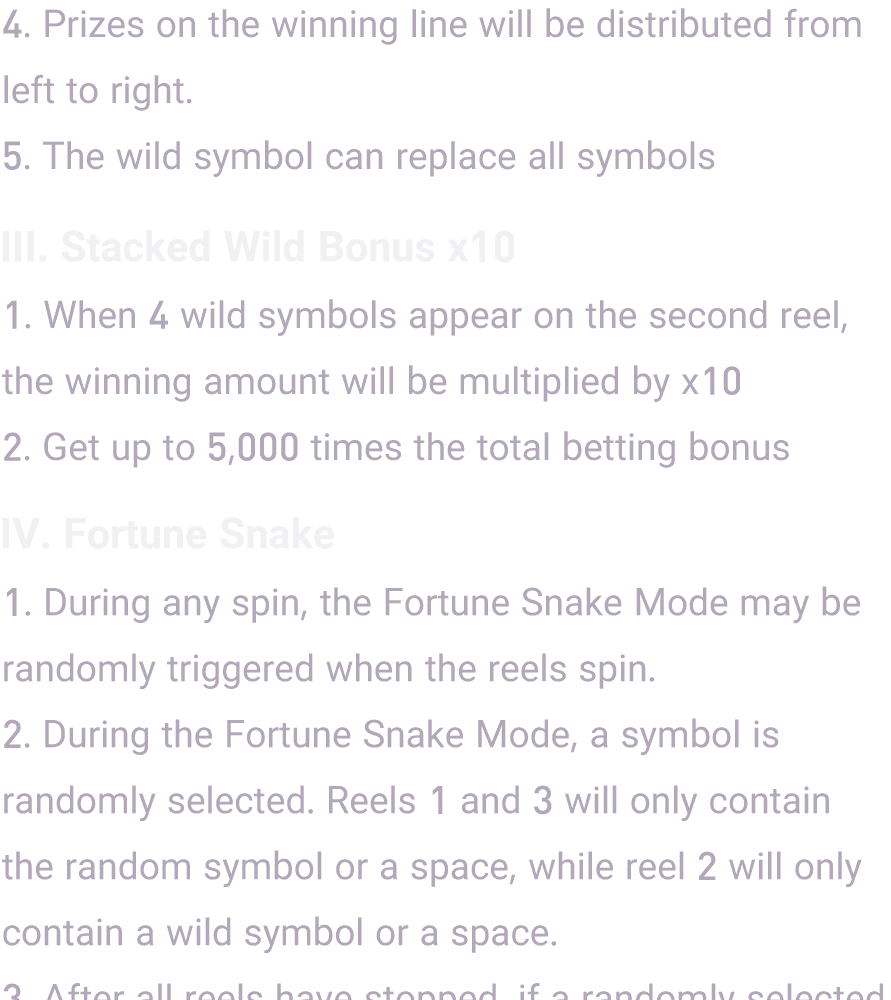 4. Prizes on the winning line will be distributed from
left to right.
5. The wild symbol can replace all symbols
III. Stacked Wild Bonus x10
1. When 4 wild symbols appear on the second reel,
the winning amount will be multiplied by x10
2. Get up to 5,000 times the total betting bonus
IV. Fortune Snake
1. During any spin, the Fortune Snake Mode may be
randomly triggered when the reels spin.
2. During the Fortune Snake Mode, a symbol is
randomly selected. Reels 1 and 3 will only contain
the random symbol or a space, while reel 2 will only
contain a wild symbol or a space.
3. After all reels have stopped, if a randomly selected